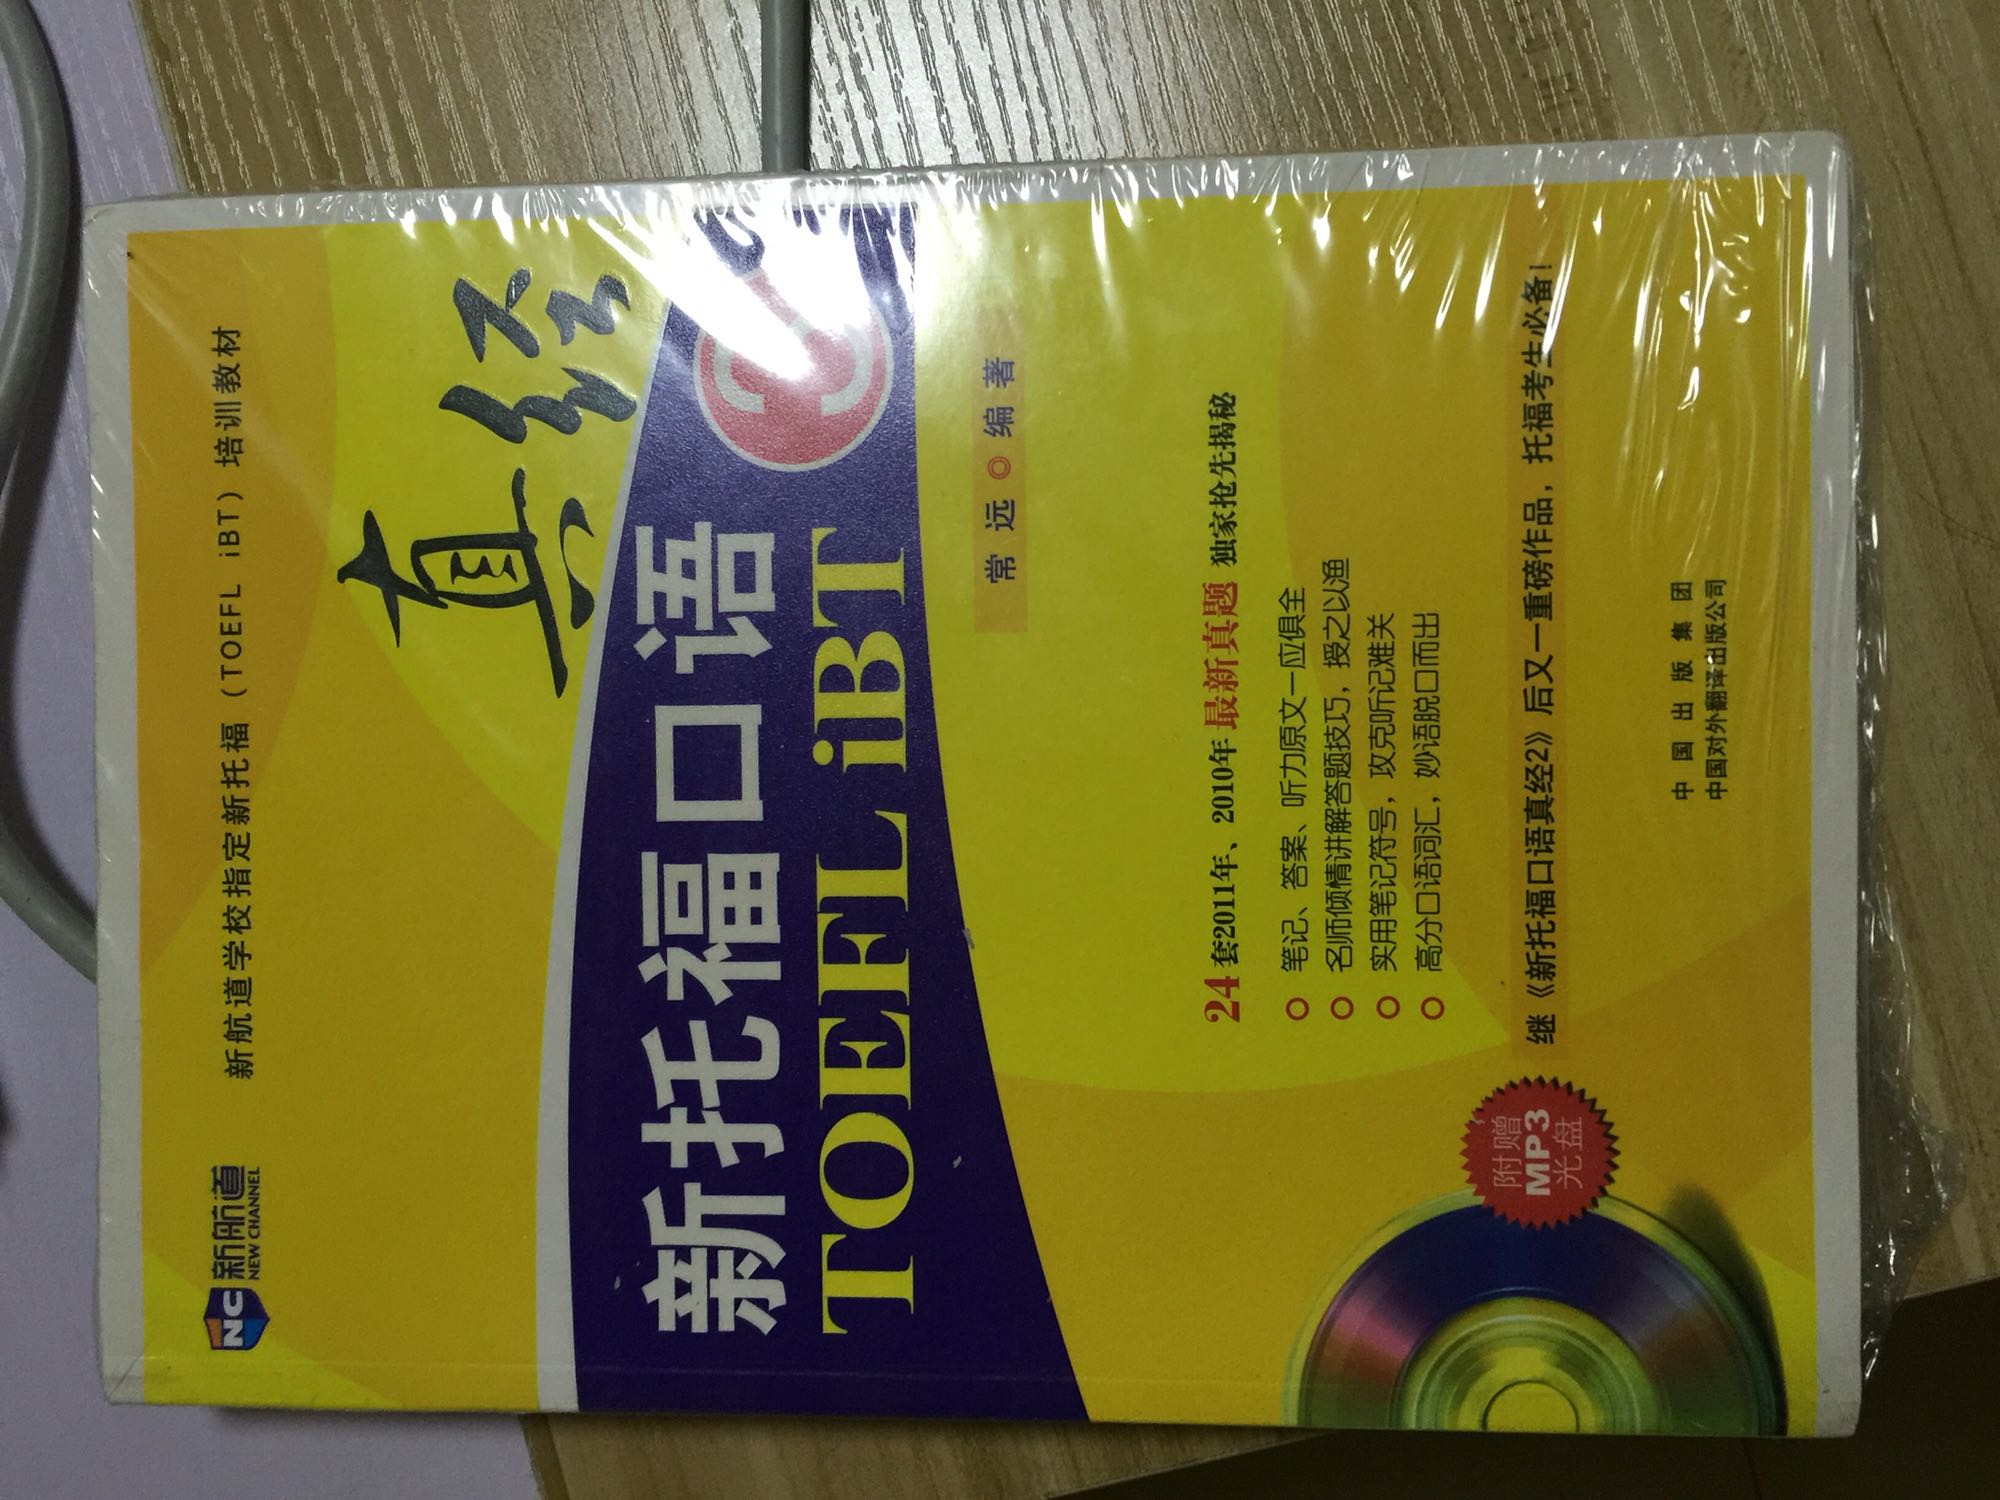 NC 新航道
NEW CHANNEL
新航道学校指定新托福（TOEFL iBT）培训教材
真经
新托福口语 3
TOEFL iBT
常远◎编著
24套2011年、2010年最新真题 独家抢先揭秘
笔记、答案、听力原文一应俱全
名师倾情讲解答题技巧，授之以渔
实用笔记符号，攻克听记难关
高分口语词汇，妙语脱口而出
继《新托福口语真经2》后又一重磅作品，托福考生必备！
附赠
MP3
光盘
中国出版集团
中国对外翻译出版公司